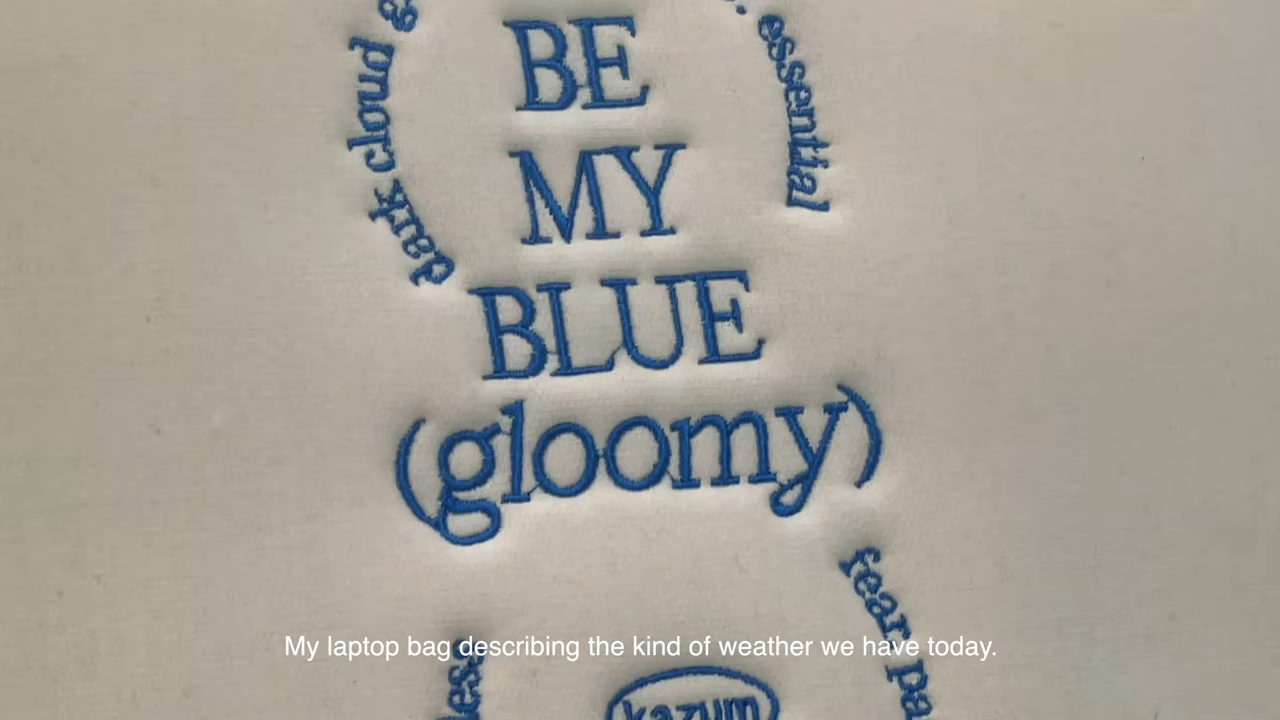 dark cloud
essential
BE
MY
BLUE
(gloomy)
fear
My laptop bag describing the kind of weather we have today.
kazum